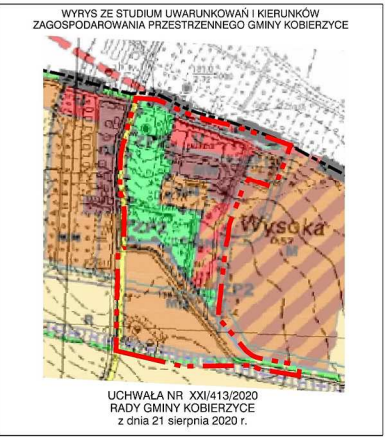 WYRYS ZE STUDIUM UWARUNKOWAŃ I KIERUNKÓW
ZAGOSPODAROWANIA PRZESTRZENNEGO GMINY KOBIERZYCE
ZP2
Wysoka
M
ZP2
R
UCHWAŁA NR XXI/413/2020
RADY GMINY KOBIERZYCE
z dnia 21 sierpnia 2020 r.